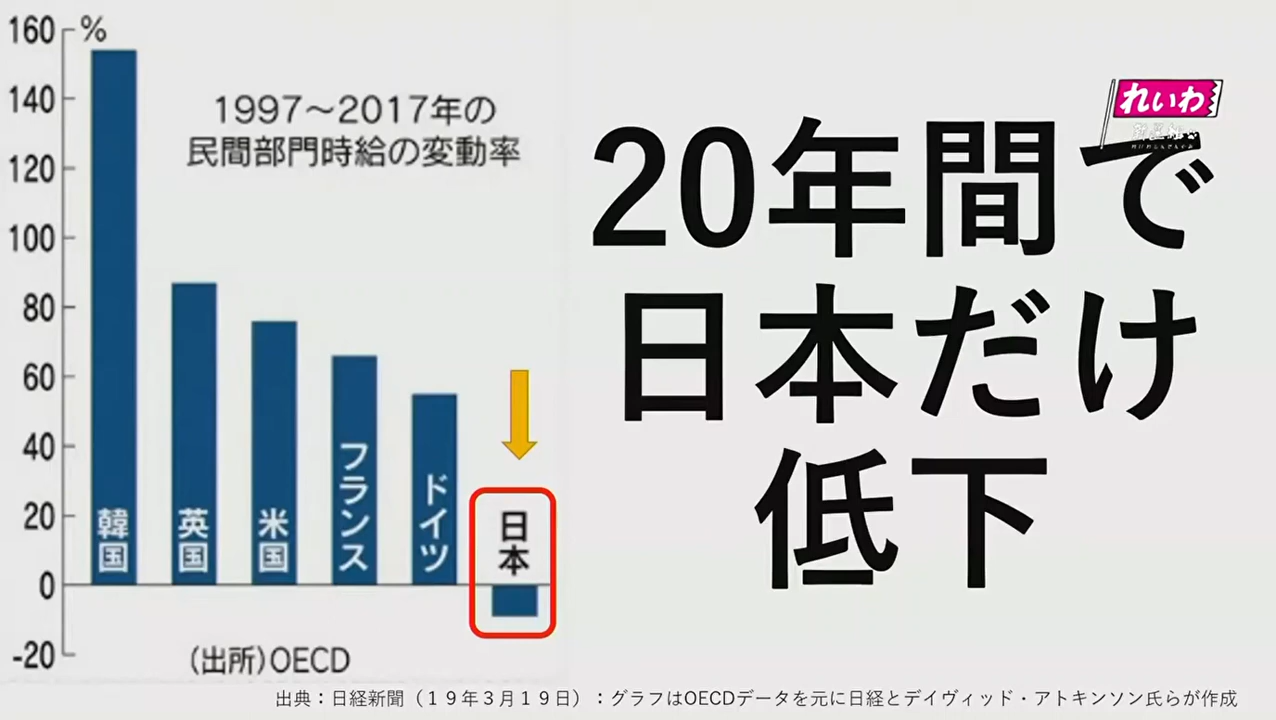 160 %
140
120
100
80
60
40
20
0
-20
1997～2017年の
民間部門時給の変動率
韓国
英国
米国
フランス
ドイツ
日本
(出所)OECD
れいわ
20年間で
日本だけ
低下
出典：日経新聞（１９年３月１９日）：グラフはOECDデータを元に日経とデイヴィッド・アトキンソン氏らが作成